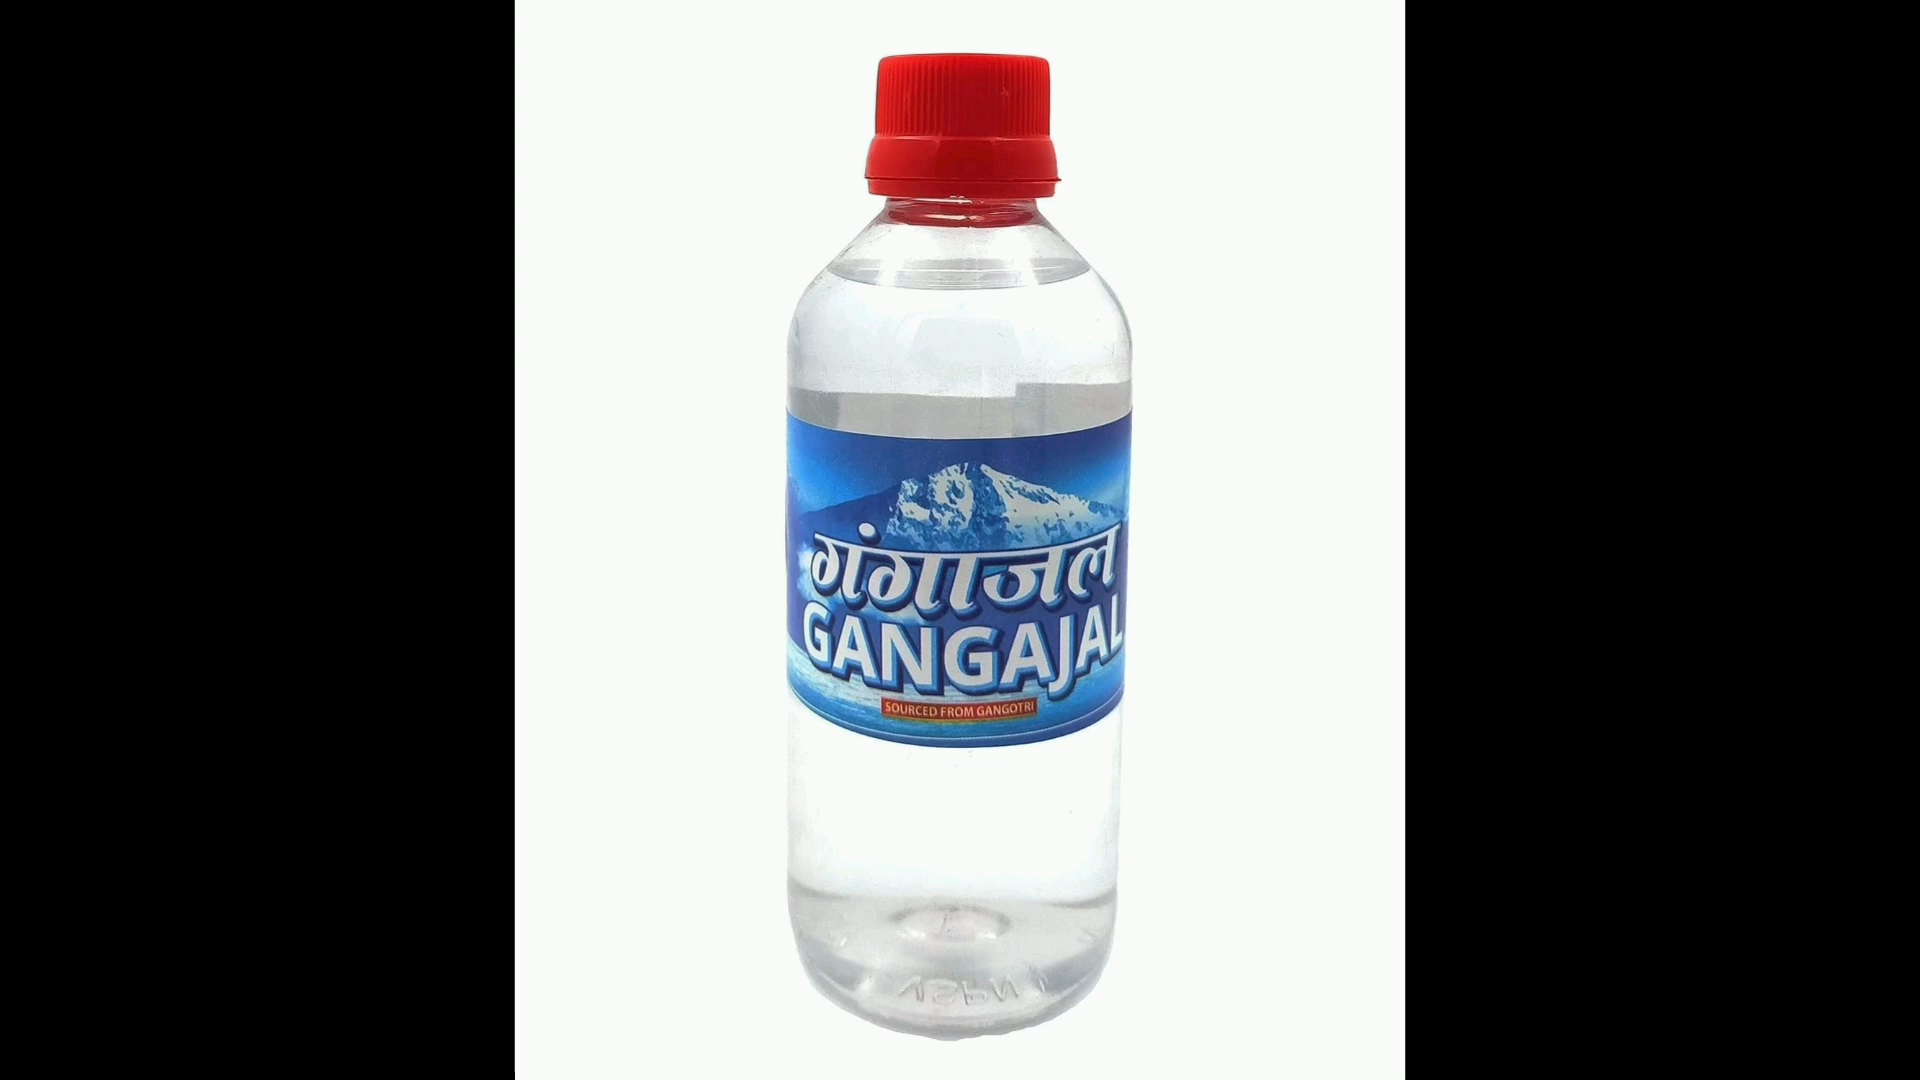 गंगाजल
GANGAJAL
SOURCED FROM GANGOTRI